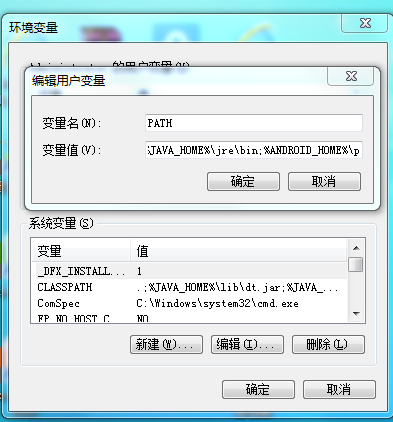 环境变量
编辑用户变量
变量名(N): PATH
变量值(V): %JAVA_HOME%\jre\bin;%ANDROID_HOME%\p
确定 取消
系统变量(S)
变量 值
_DFX_INSTALL... 1
CLASSPATH .;%JAVA_HOME%\lib\dt.jar;%JAVA_...
ComSpec C:\Windows\system32\cmd.exe
FP_NO_HOST_C... NO
新建(W)... 编辑(I)... 删除(L)
确定 取消